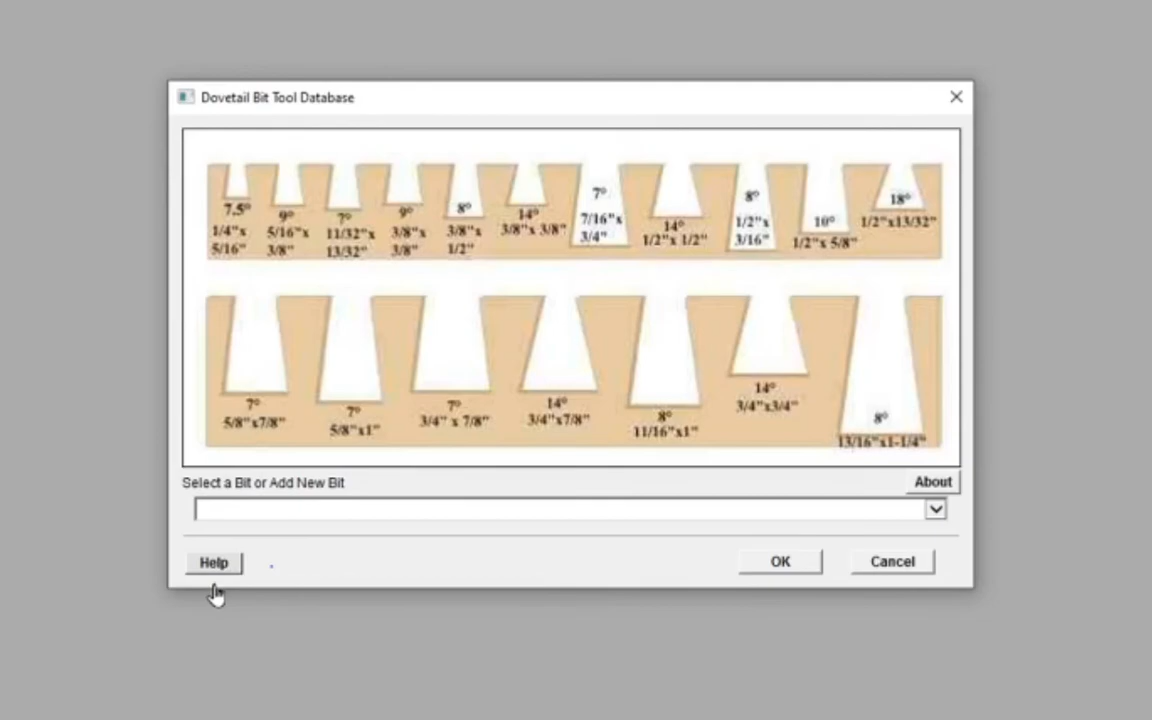 Dovetail Bit Tool Database
7.5°
1/4"x
5/16"
9°
5/16"x
3/8"
7°
11/32"x
13/32"
9°
3/8"x
3/8"
8°
3/8"x
1/2"
14°
3/8"x 3/8"
7°
7/16"x
3/4"
14°
1/2"x 1/2"
8°
1/2"x
3/16"
10°
1/2"x 5/8"
18°
1/2"x13/32"
7°
5/8"x7/8"
7°
5/8"x1"
7°
3/4" x 7/8"
14°
3/4"x7/8"
8°
11/16"x1"
14°
3/4"x3/4"
8°
13/16"x1-1/4"
Select a Bit or Add New Bit
About
Help
OK
Cancel